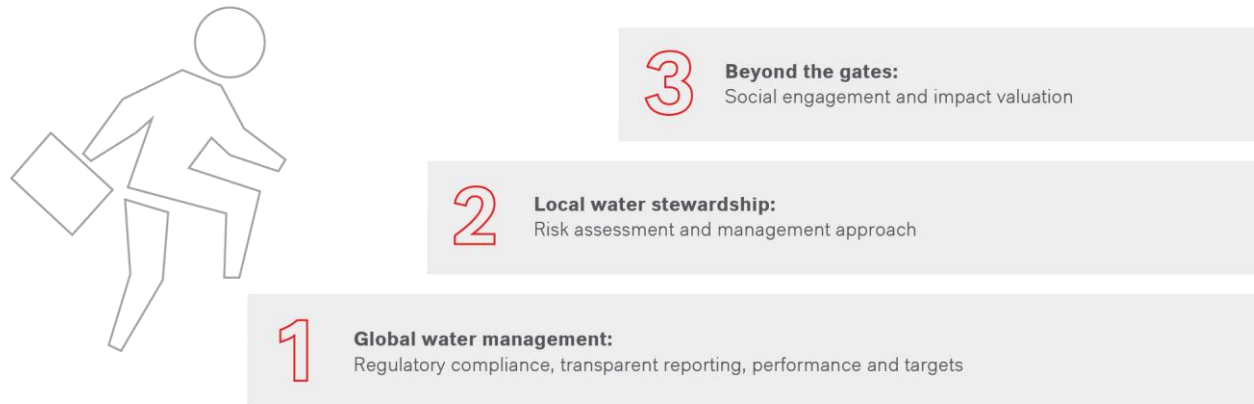 3
Beyond the gates:
Social engagement and impact valuation
2
Local water stewardship:
Risk assessment and management approach
1
Global water management:
Regulatory compliance, transparent reporting, performance and targets